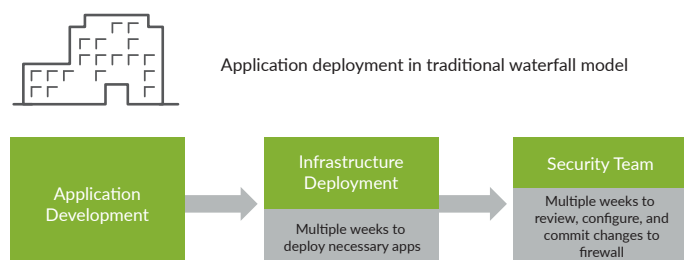 Application deployment in traditional waterfall model
Application
Development
Infrastructure
Deployment
Multiple weeks to
deploy necessary apps
Security Team
Multiple weeks to
review, configure, and
commit changes to
firewall